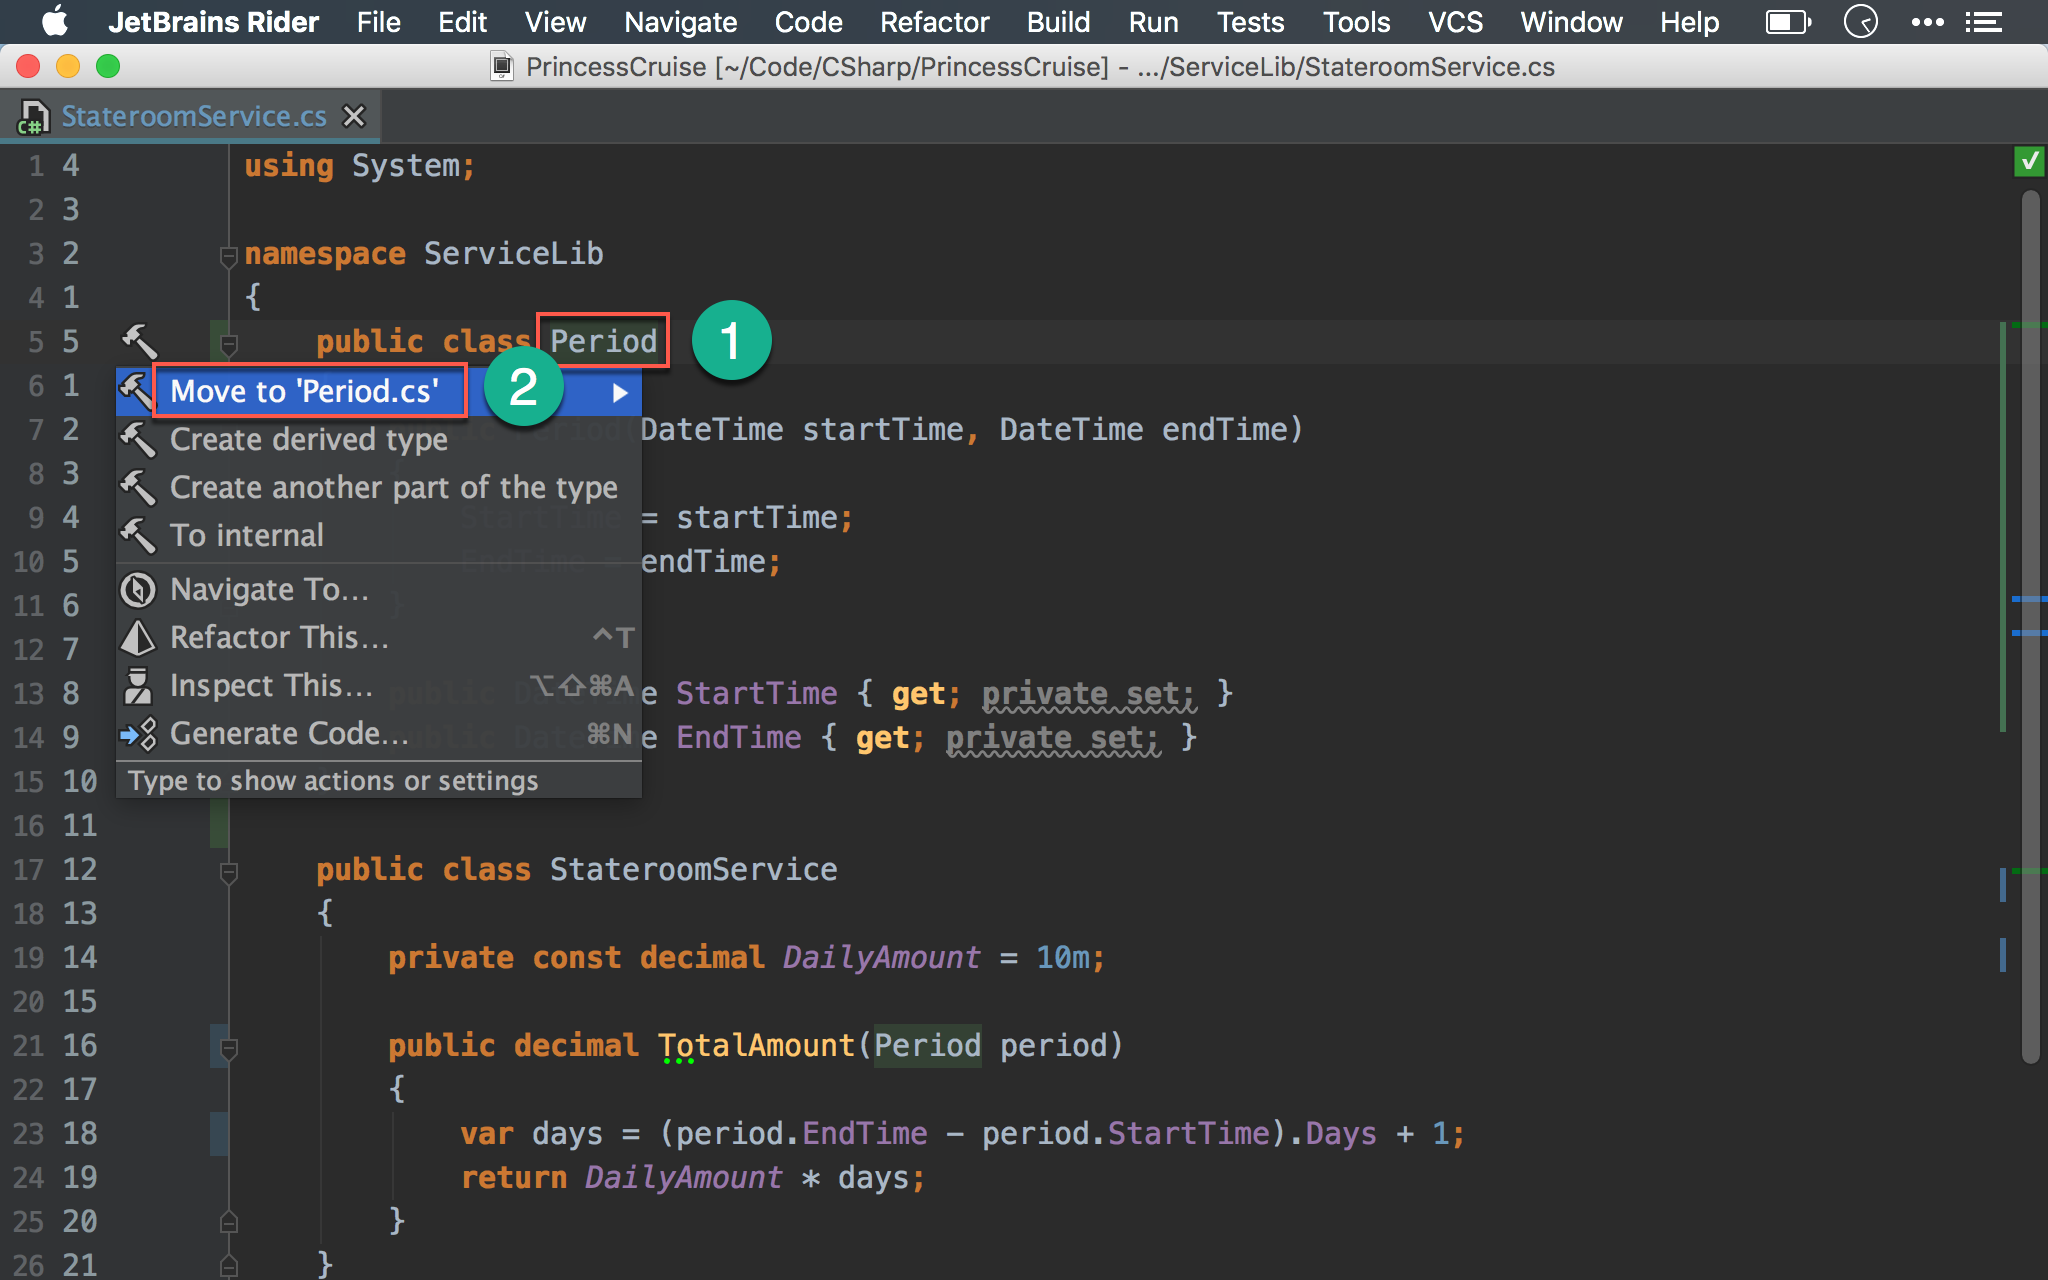 JetBrains Rider File Edit View Navigate Code Refactor Build Run Tests Tools VCS Window Help
PrincessCruise [~/Code/CSharp/PrincessCruise] - .../ServiceLib/StateroomService.cs
C# StateroomService.cs
1 4 using System;
2 3
3 2 namespace ServiceLib
4 1 {
5 5 public class Period 1
6 1 Move to 'Period.cs' 2
7 2 (DateTime startTime, DateTime endTime)
Create derived type
8 3
Create another part of the type
9 4 StartTime = startTime;
To internal
10 5 EndTime = endTime;
Navigate To...
11 6 }
Refactor This... ^T
12 7
Inspect This... ⌥⇧⌘A
13 8 public DateTime StartTime { get; private set; }
Generate Code... ⌘N
14 9 public DateTime EndTime { get; private set; }
15 10
Type to show actions or settings
16 11
17 12 public class StateroomService
18 13 {
19 14 private const decimal DailyAmount = 10m;
20 15
21 16 public decimal TotalAmount(Period period)
22 17 {
23 18 var days = (period.EndTime - period.StartTime).Days + 1;
24 19 return DailyAmount * days;
25 20 }
26 21 }